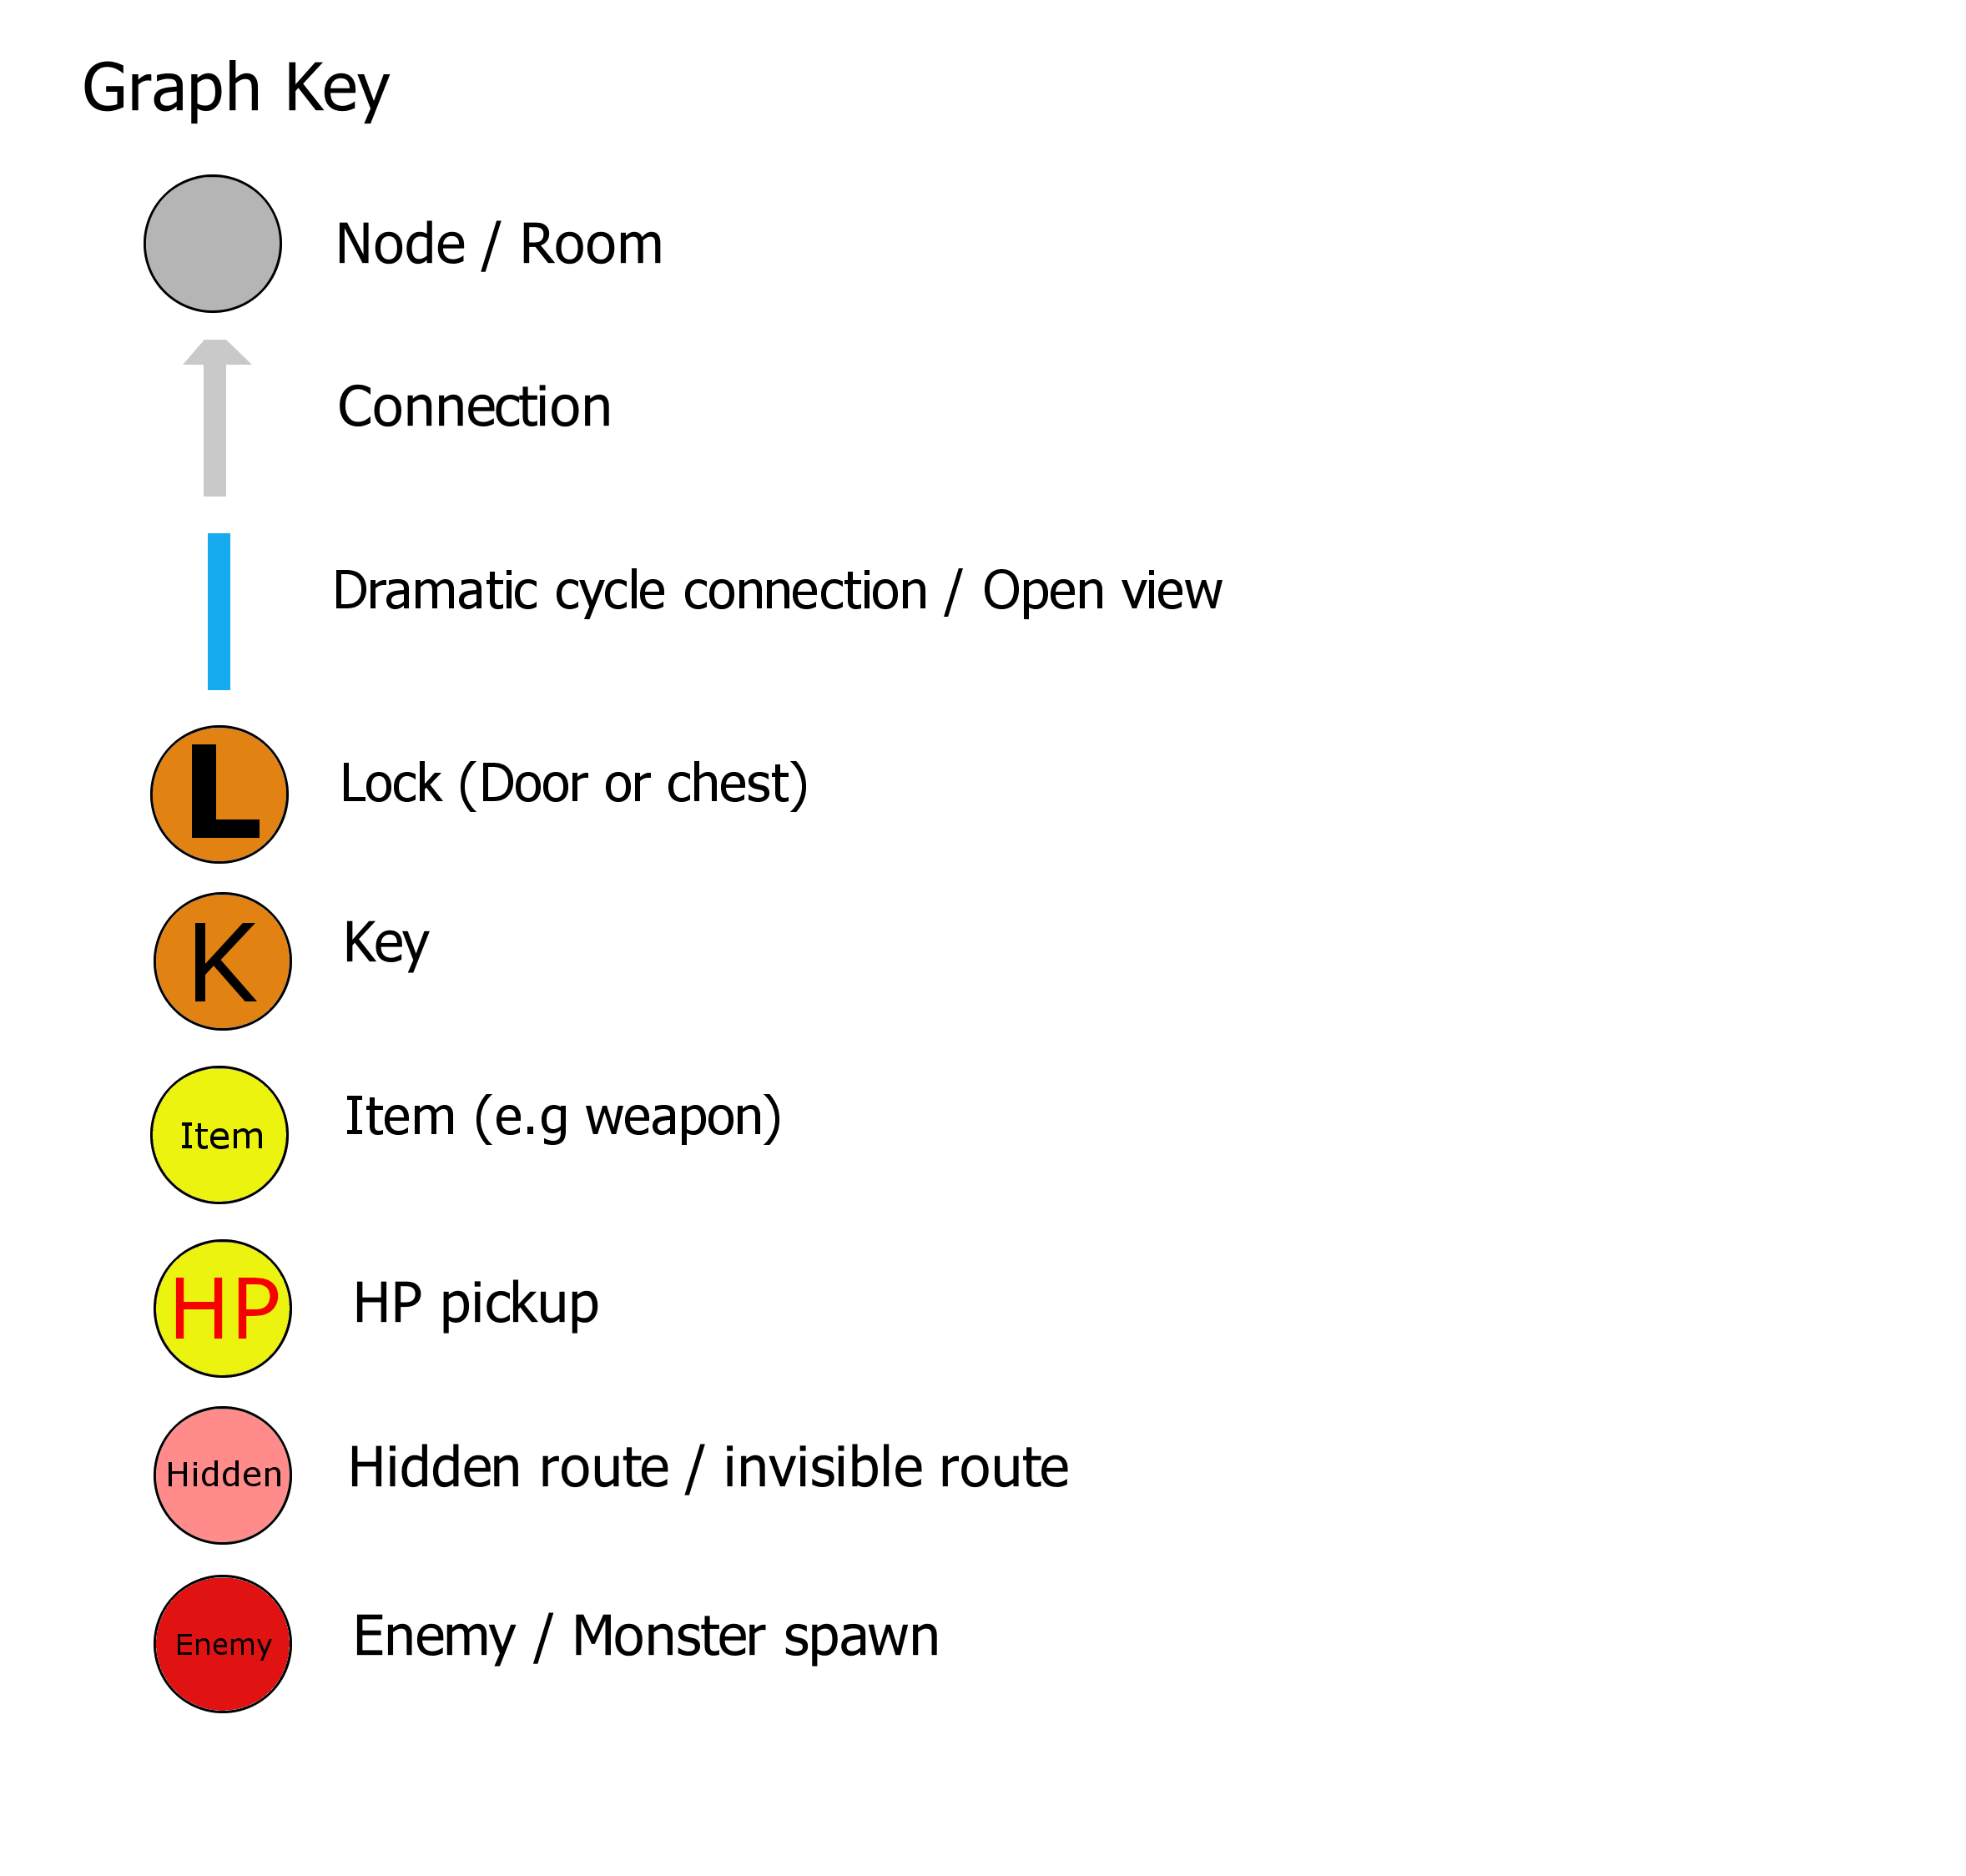 Graph Key
Node / Room
Connection
Dramatic cycle connection / Open view
L Lock (Door or chest)
K Key
Item Item (e.g weapon)
HP HP pickup
Hidden Hidden route / invisible route
Enemy Enemy / Monster spawn